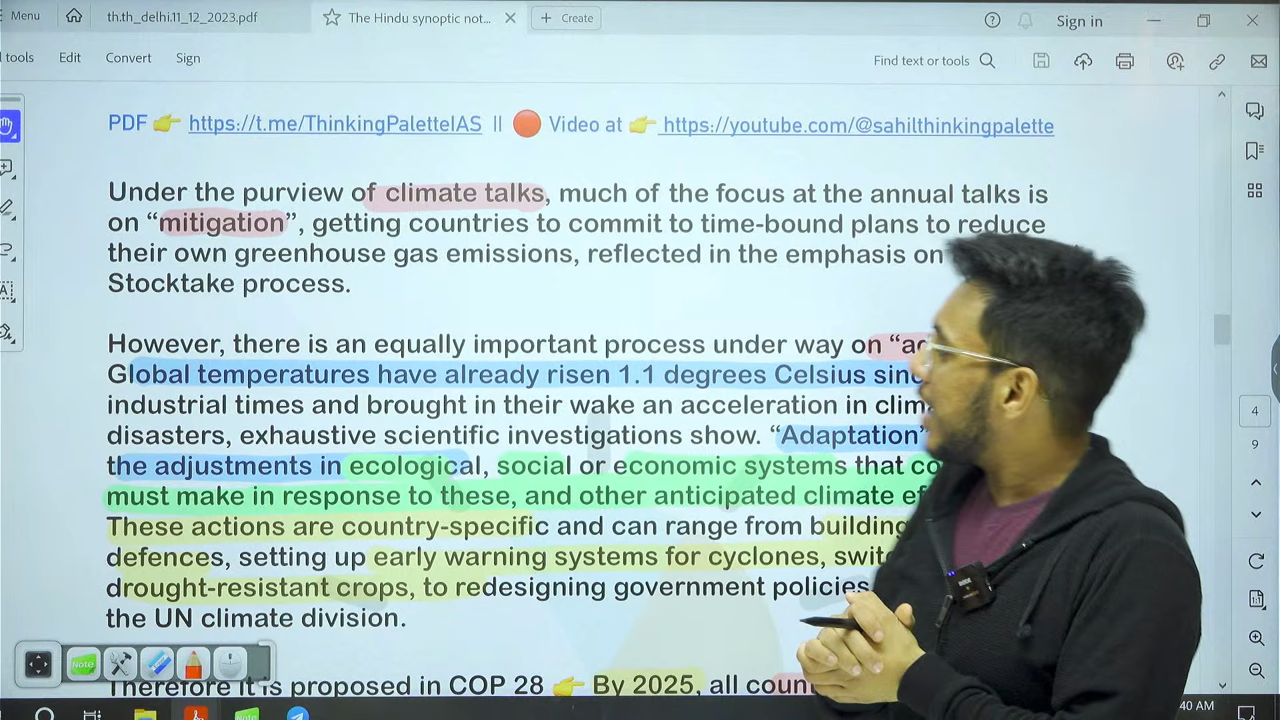 Menu
th.th_delhi.11_12_2023.pdf
The Hindu synoptic not...
Create
Sign in
tools
Edit
Convert
Sign
Find text or tools
PDF 👉 https://t.me/ThinkingPaletteIAS || 🔴 Video at 👉 https://youtube.com/@sahilthinkingpalette
Under the purview of climate talks, much of the focus at the annual talks is
on “mitigation”, getting countries to commit to time-bound plans to reduce
their own greenhouse gas emissions, reflected in the emphasis on
Stocktake process.
However, there is an equally important process under way on
Global temperatures have already risen 1.1 degrees Celsius
industrial times and brought in their wake an acceleration in
disasters, exhaustive scientific investigations show. “Adaptation”
the adjustments in ecological, social or economic systems that
must make in response to these, and other anticipated climate
These actions are country-specific and can range from building
defences, setting up early warning systems for cyclones,
drought-resistant crops, to redesigning government policies
the UN climate division.
Therefore it is proposed in COP 28 👉 By 2025, all
4
9
1:1
Note
Note
40 AM